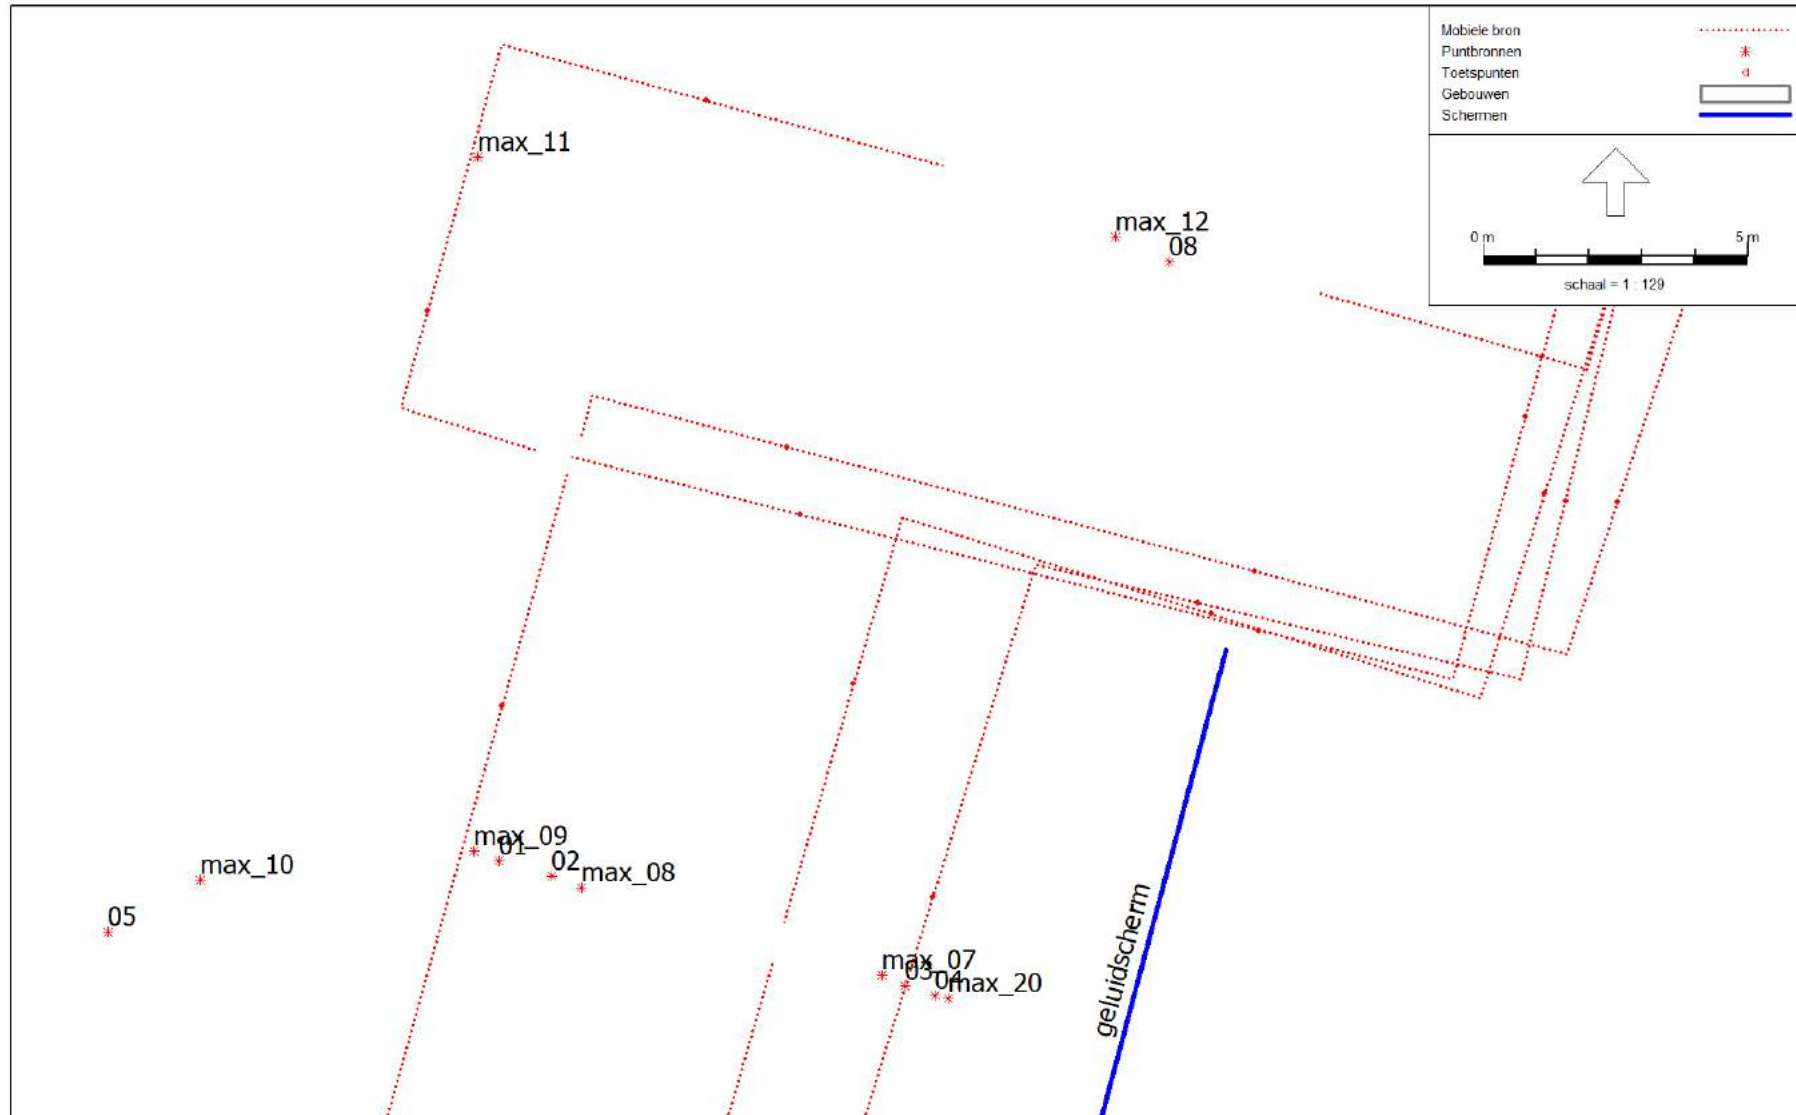 Mobiele bron
Puntbronnen
Toetspunten
Gebouwen
Schermen
0 m 5 m
schaal = 1 : 129
max_11
max_12
08
max_09
01
02
max_08
max_10
05
max_07
03
04
max_20
geluidscherm